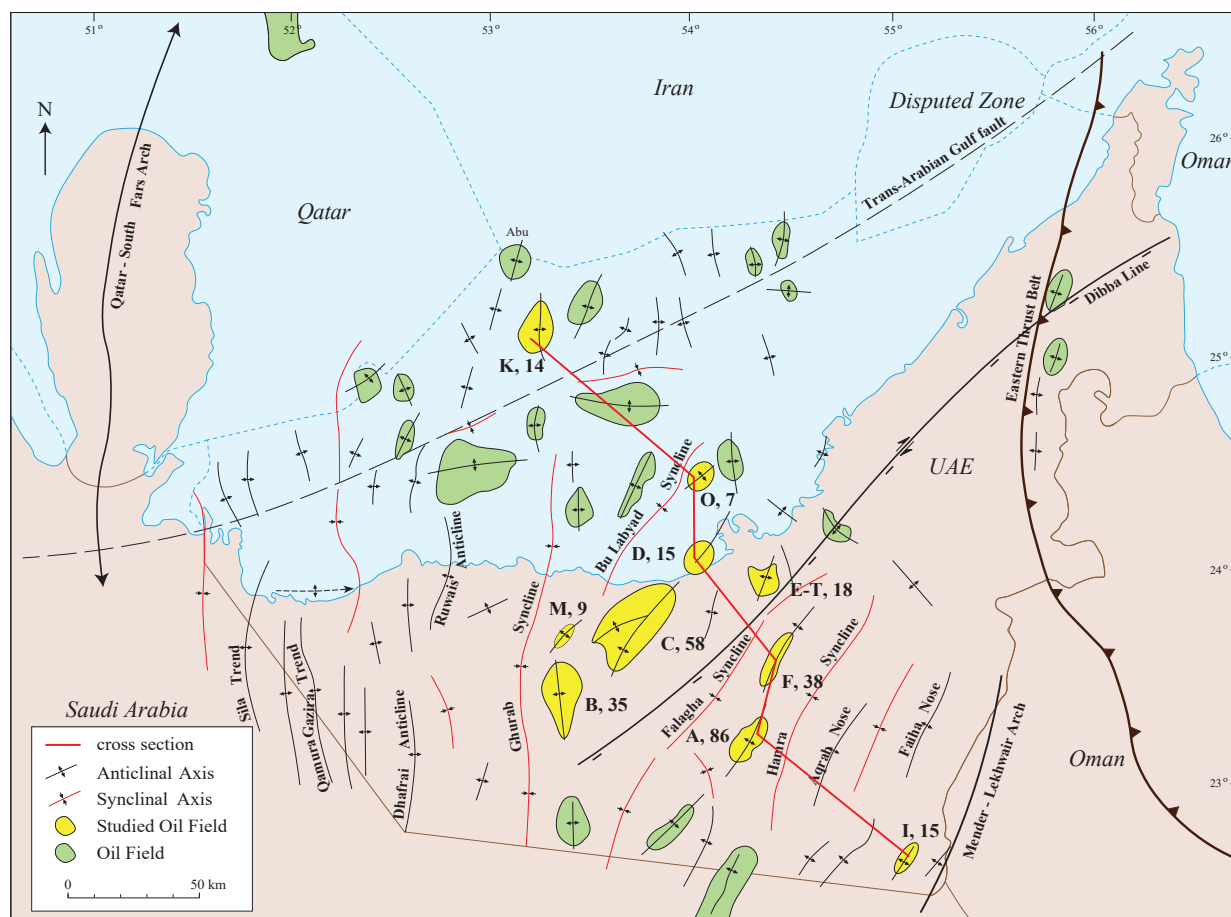 51°
52°
53°
54°
55°
56°
26°
25°
24°
23°
N
Iran
Disputed Zone
Oman
Qatar
Qatar - South Fars Arch
Trans-Arabian Gulf fault
Abu
K, 14
Eastern Thrust Belt
Dibba Line
UAE
O, 7
Bu Labyad Syncline
D, 15
E-T, 18
Ruwais Anticline
M, 9
C, 58
B, 35
F, 38
A, 86
I, 15
Ghurab Syncline
Falagha Syncline
Hamra Syncline
Aqrab Nose
Faiha Nose
Mender - Lekhwair Arch
Oman
Sila Trend
Qamura Gazira Trend
Dhafrai Anticline
Saudi Arabia
cross section
Anticlinal Axis
Synclinal Axis
Studied Oil Field
Oil Field
0 50 km